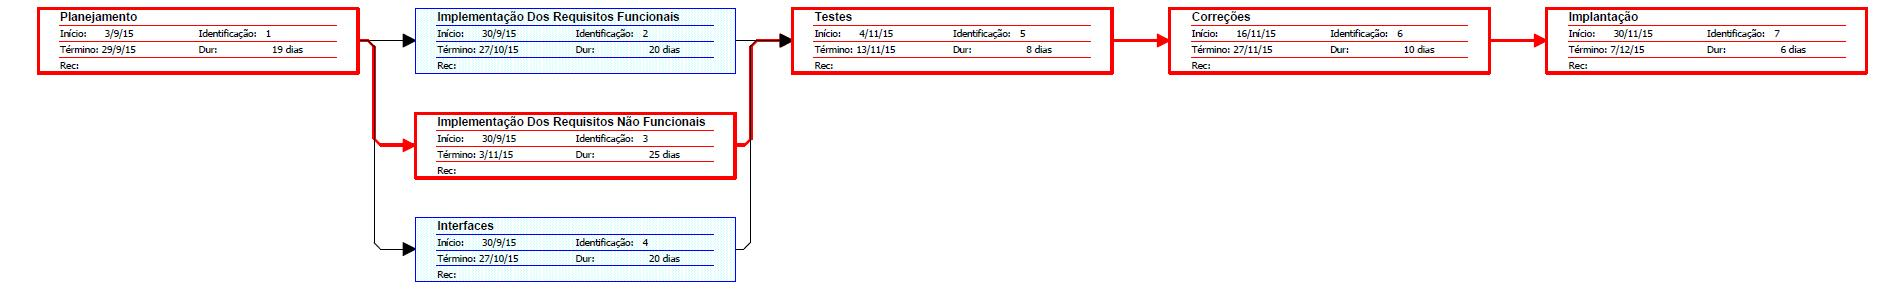 Planejamento
Início: 3/9/15 Identificação: 1
Término: 29/9/15 Dur: 19 dias
Rec:
Implementação Dos Requisitos Funcionais
Início: 30/9/15 Identificação: 2
Término: 27/10/15 Dur: 20 dias
Rec:
Implementação Dos Requisitos Não Funcionais
Início: 30/9/15 Identificação: 3
Término: 3/11/15 Dur: 25 dias
Rec:
Interfaces
Início: 30/9/15 Identificação: 4
Término: 27/10/15 Dur: 20 dias
Rec:
Testes
Início: 4/11/15 Identificação: 5
Término: 13/11/15 Dur: 8 dias
Rec:
Correções
Início: 16/11/15 Identificação: 6
Término: 27/11/15 Dur: 10 dias
Rec:
Implantação
Início: 30/11/15 Identificação: 7
Término: 7/12/15 Dur: 6 dias
Rec: